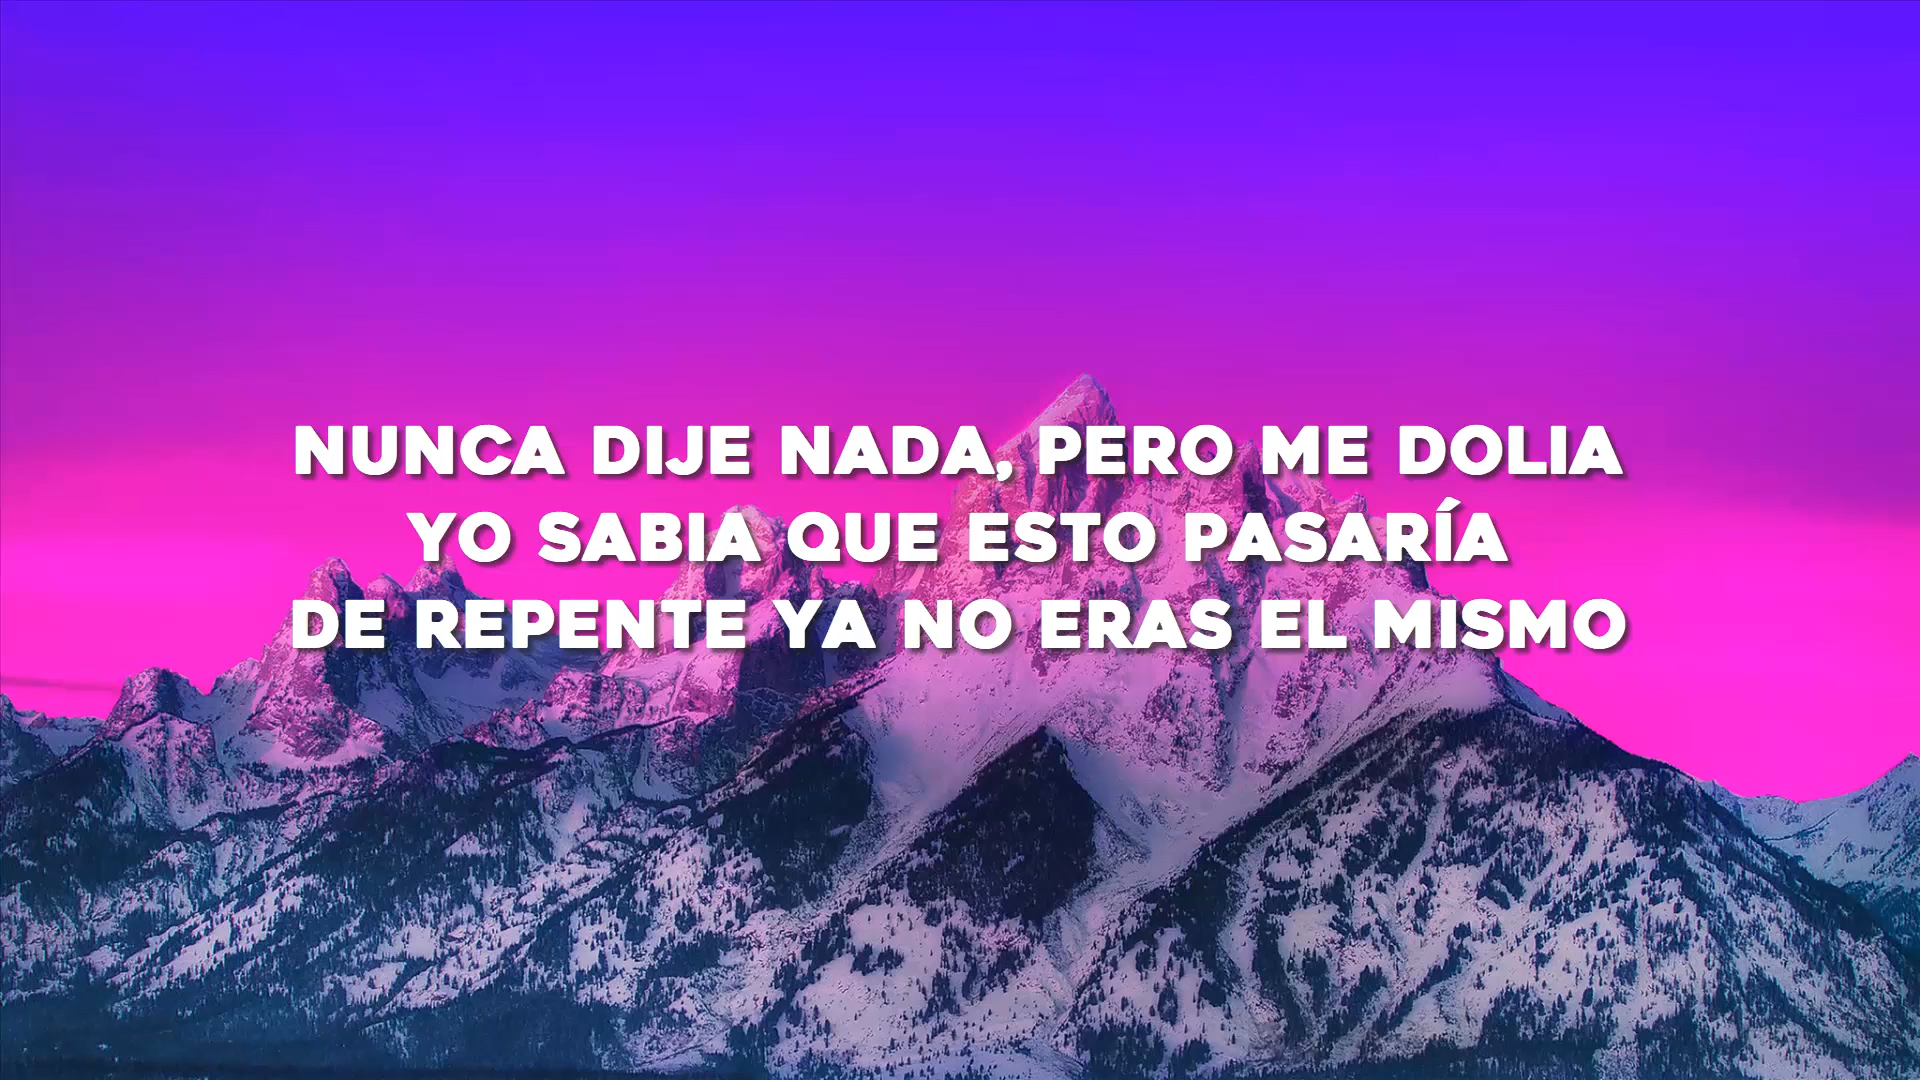 NUNCA DIJE NADA, PERO ME DOLIA
YO SABIA QUE ESTO PASARÍA
DE REPENTE YA NO ERAS EL MISMO